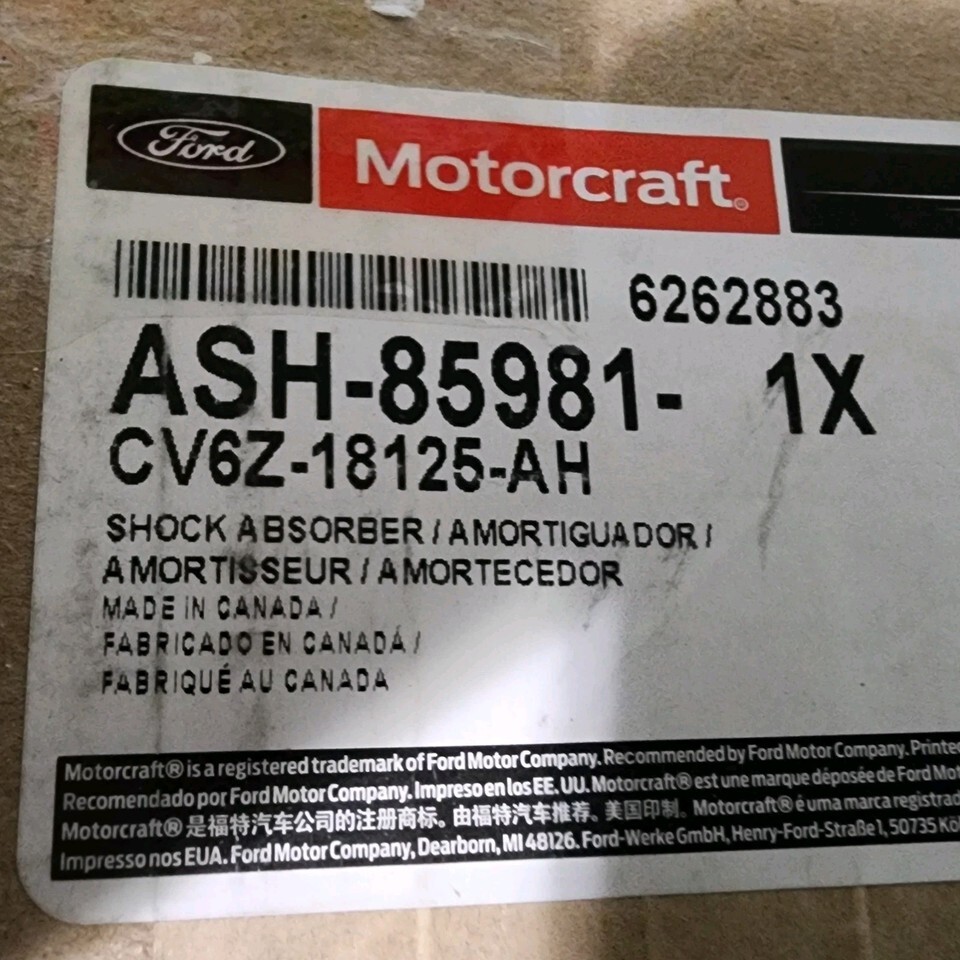 Ford
Motorcraft®
6262883
ASH-85981- 1X
CV6Z-18125-AH
SHOCK ABSORBER / AMORTIGUADOR /
AMORTISSEUR / AMORTECEDOR
MADE IN CANADA /
FABRICADO EN CANADÁ /
FABRIQUÉ AU CANADA
Motorcraft® is a registered trademark of Ford Motor Company. Recommended by Ford Motor Company. Printed
Recomendado por Ford Motor Company. Impreso en los EE. UU. Motorcraft® est une marque déposée de Ford Mot
Motorcraft® 是福特汽车公司的注册商标。由福特汽车推荐。美国印制。Motorcraft® é uma marca registrad
Impresso nos EUA. Ford Motor Company, Dearborn, MI 48126. Ford-Werke GmbH, Henry-Ford-Straße 1, 50735 Köl